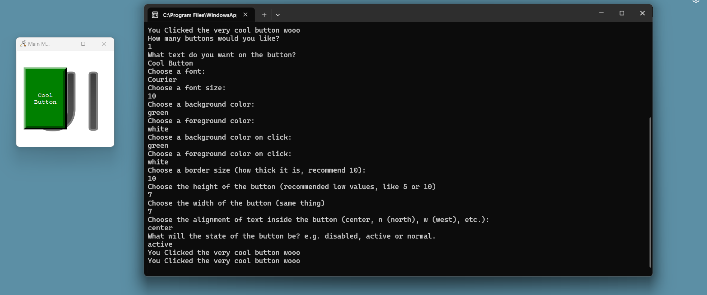 Main M...
Cool
Button
C:\Program Files\WindowsAp
You Clicked the very cool button wooo
How many buttons would you like?
1
What text do you want on the button?
Cool Button
Choose a font:
Courier
Choose a font size:
10
Choose a background color:
green
Choose a foreground color:
white
Choose a background color on click:
green
Choose a foreground color on click:
white
Choose a border size (how thick it is, recommend 10):
10
Choose the height of the button (recommended low values, like 5 or 10)
7
Choose the width of the button (same thing)
7
Choose the alignment of text inside the button (center, n (north), w (west), etc.):
center
What will the state of the button be? e.g. disabled, active or normal.
active
You Clicked the very cool button wooo
You Clicked the very cool button wooo